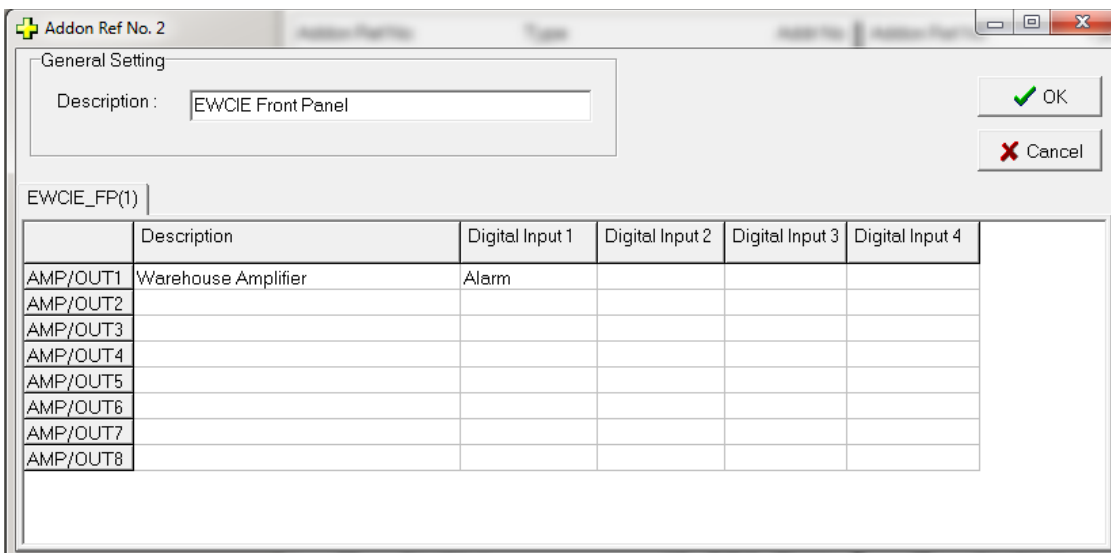 Addon Ref No. 2
General Setting
Description : EWCIE Front Panel
OK
Cancel
EWCIE_FP(1)
Description Digital Input 1 Digital Input 2 Digital Input 3 Digital Input 4
AMP/OUT1 Warehouse Amplifier Alarm
AMP/OUT2
AMP/OUT3
AMP/OUT4
AMP/OUT5
AMP/OUT6
AMP/OUT7
AMP/OUT8